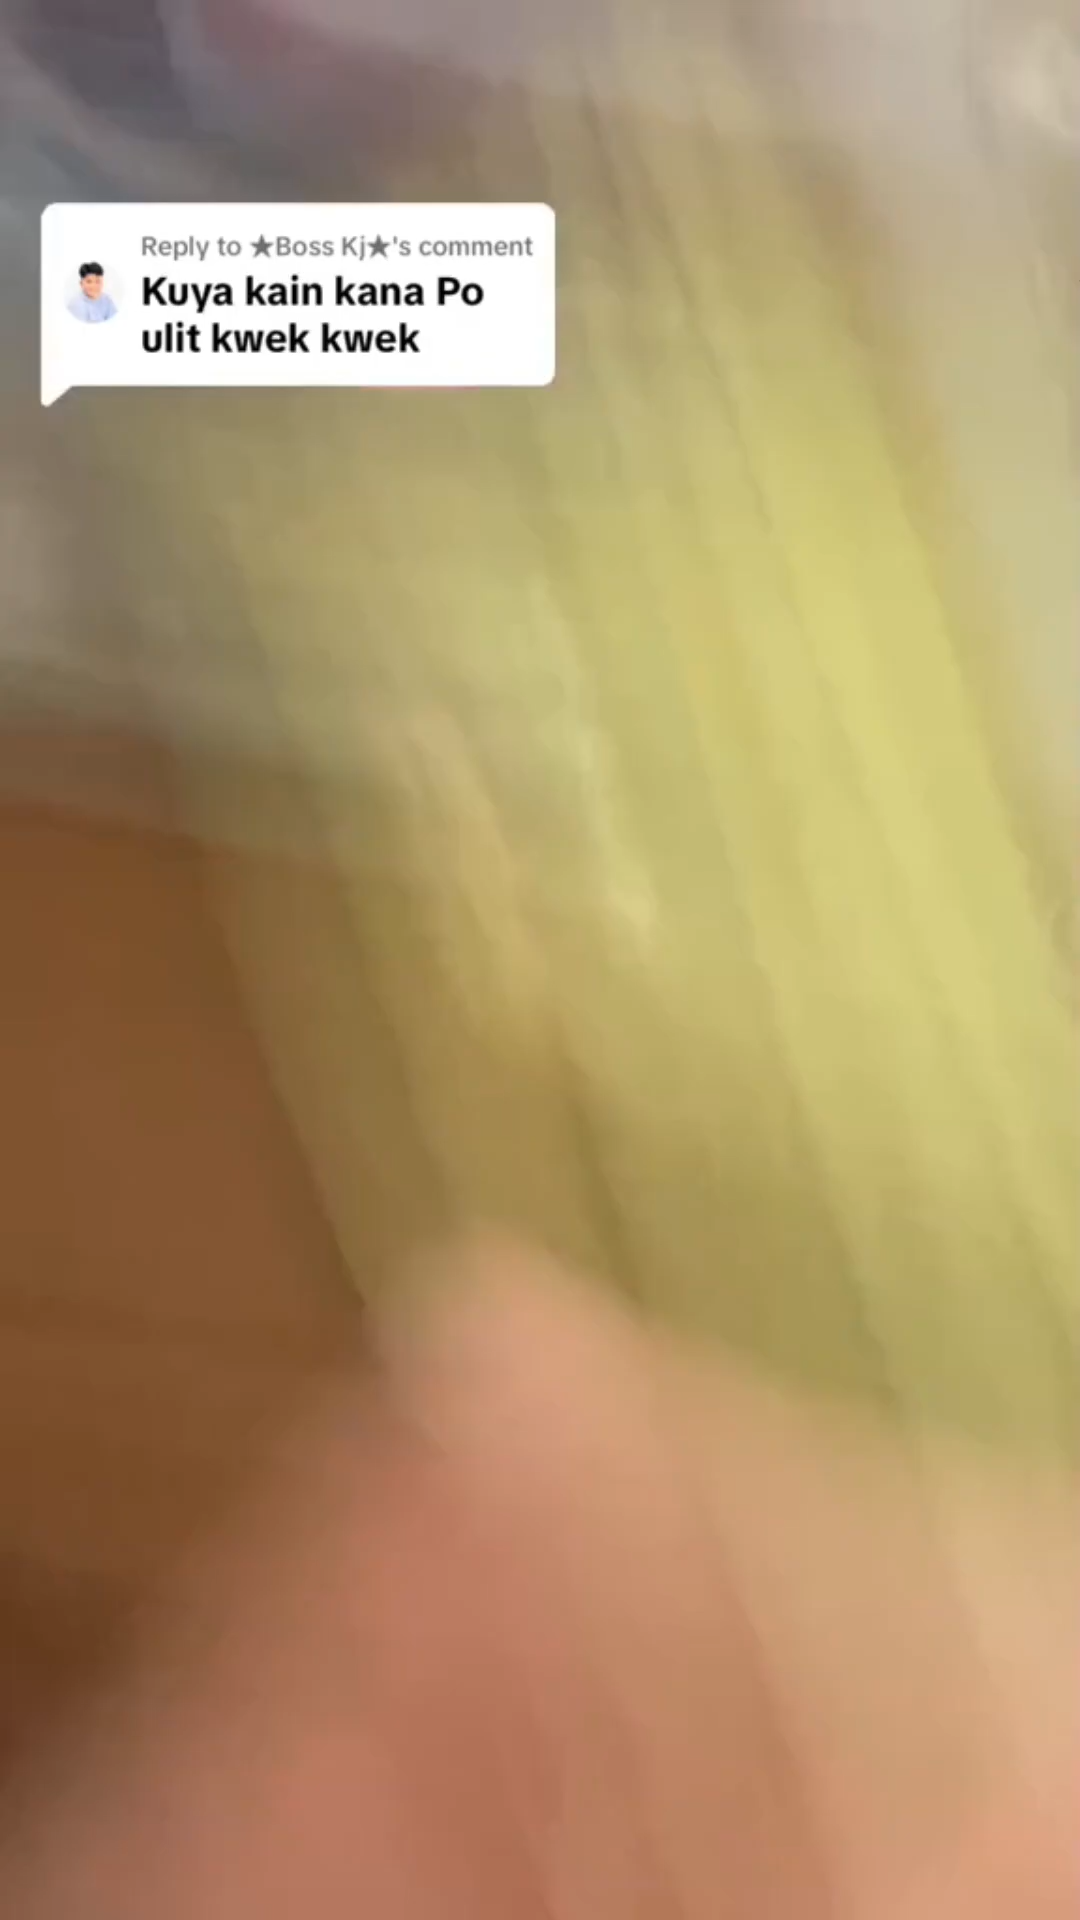 Reply to ★Boss Kj★'s comment
Kuya kain kana Po
ulit kwek kwek